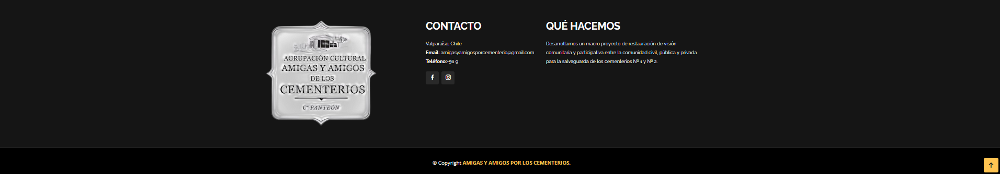 AGRUPACIÓN CULTURAL
AMIGAS Y AMIGOS
DE LOS
CEMENTERIOS
Cº PANTEÓN
CONTACTO
Valparaíso, Chile
Email: amigasyamigosporcementerio@gmail.com
Teléfono:+56 9
QUÉ HACEMOS
Desarrollamos un macro proyecto de restauración de visión
comunitaria y participativa entre la comunidad civil, pública y privada
para la salvaguarda de los cementerios Nº 1 y Nº 2.
© Copyright AMIGAS Y AMIGOS POR LOS CEMENTERIOS.